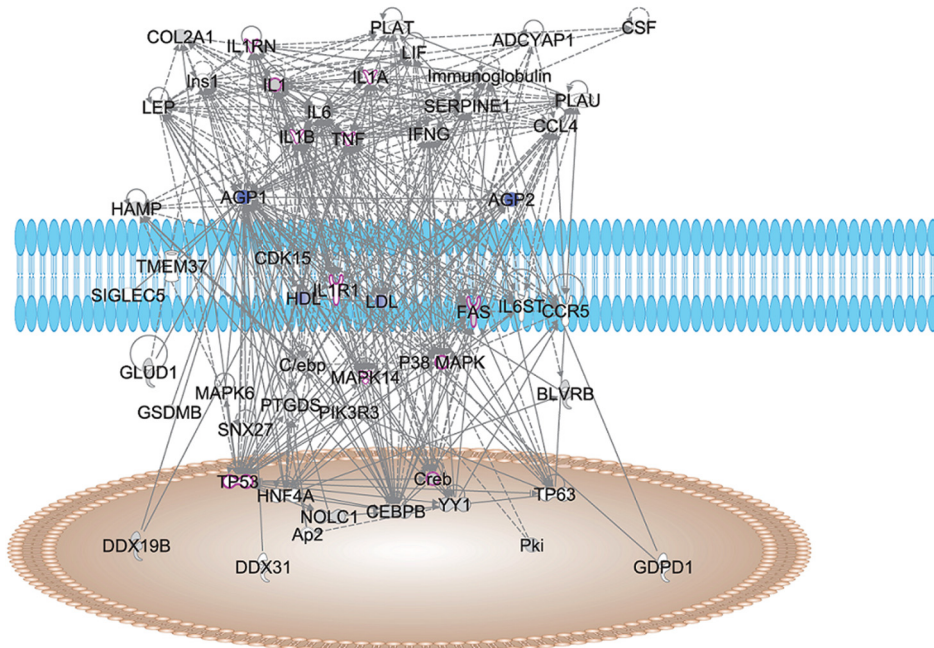 CSF
PLAT
COL2A1
ADCYAP1
IL1RN
LIF
Immunoglobulin
IL1A
Ins1
IL1
PLAU
LEP
SERPINE1
IL6
CCL4
IFNG
IL1B
TNF
AGP1
AGP2
HAMP
CDK15
TMEM37
SIGLEC5
IL1R1
HDL
LDL
IL6ST
FAS
CCR5
C/ebp
P38 MAPK
GLUD1
MAPK14
MAPK6
BLVRB
PTGDS
GSDMB
PIK3R3
SNX27
TP53
Creb
HNF4A
TP63
YY1
CEBPB
NOLC1
Ap2
DDX19B
Pki
DDX31
GDPD1